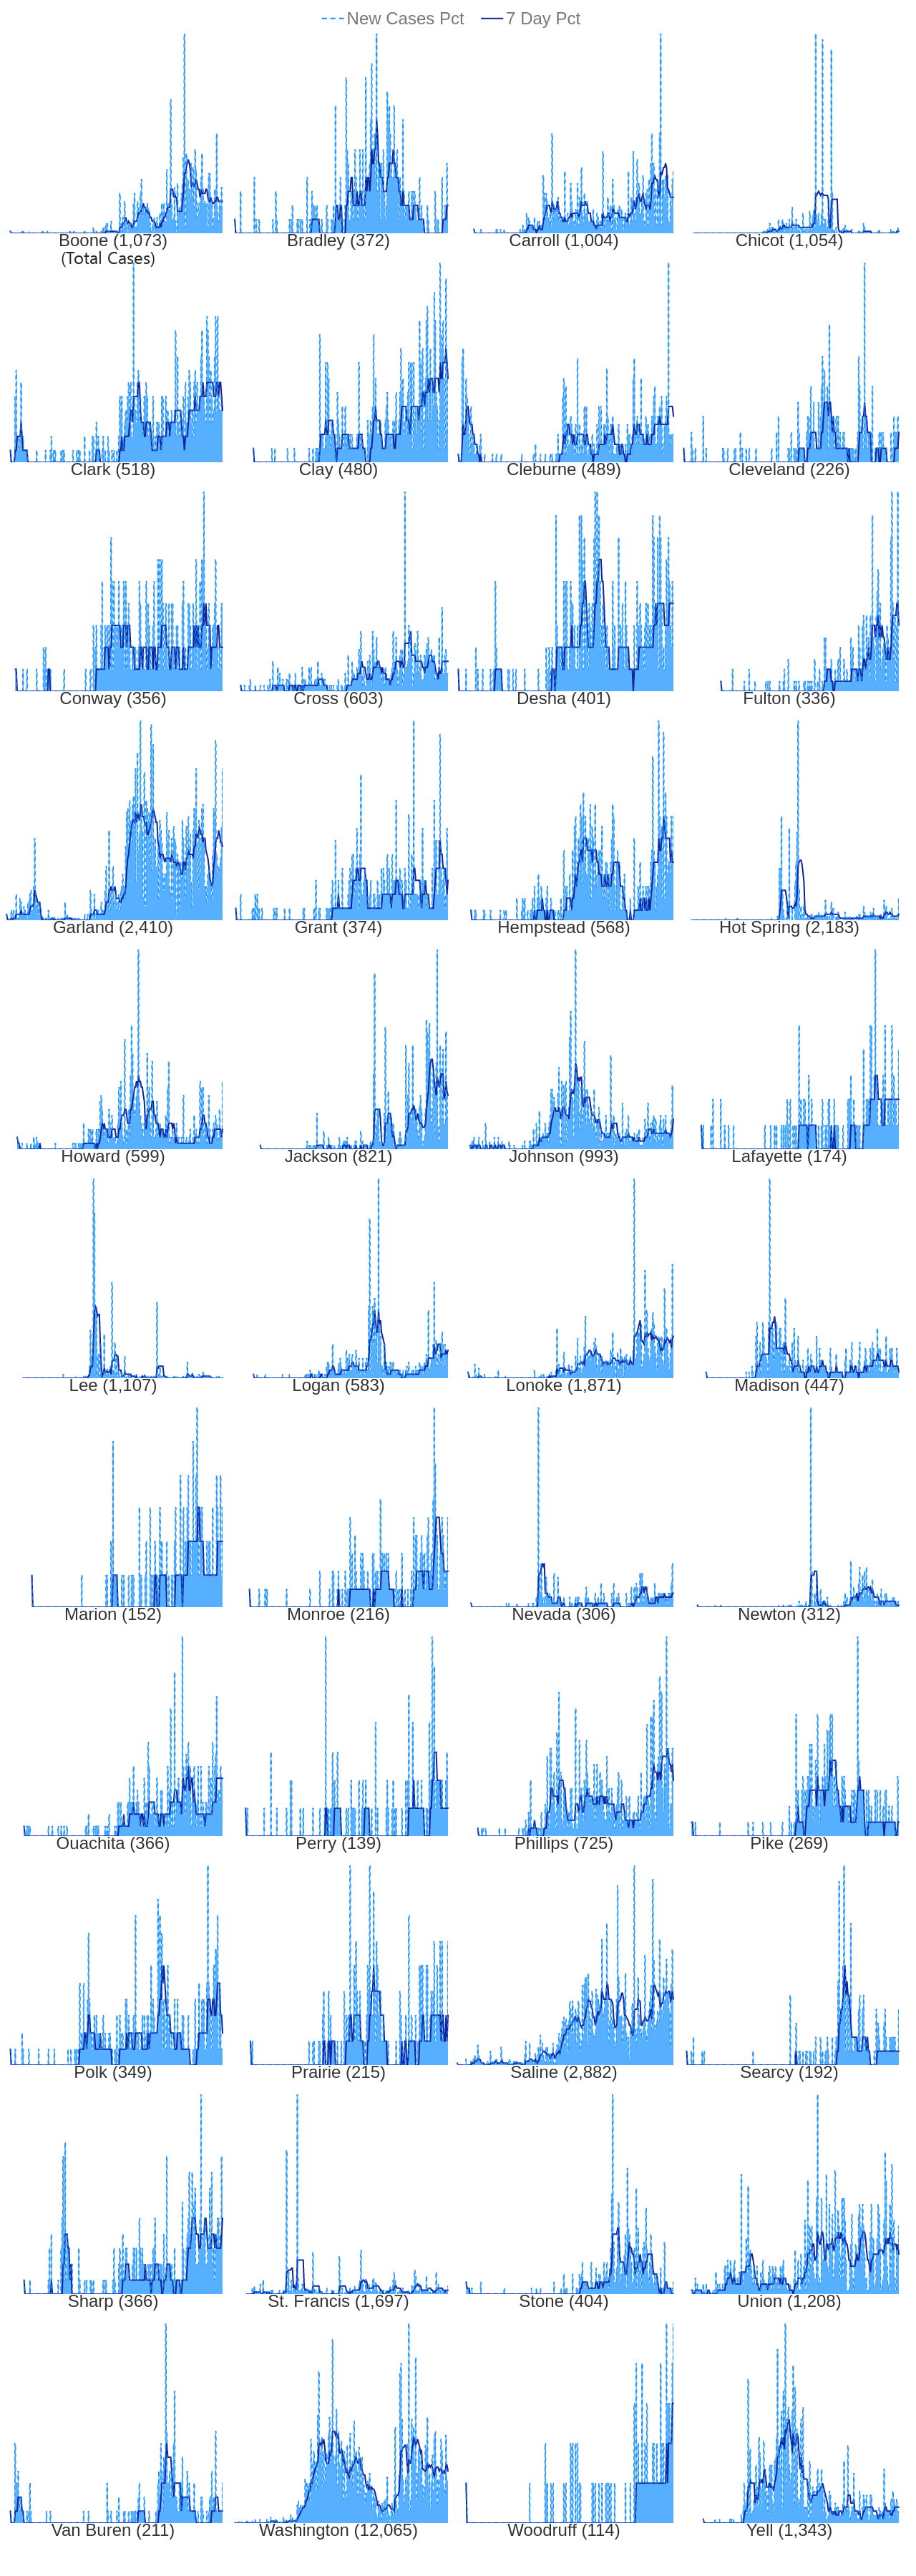 New Cases Pct 7 Day Pct
Boone (1,073) Bradley (372) Carroll (1,004) Chicot (1,054)
(Total Cases)
Clark (518) Clay (480) Cleburne (489) Cleveland (226)
Conway (356) Cross (603) Desha (401) Fulton (336)
Garland (2,410) Grant (374) Hempstead (568) Hot Spring (2,183)
Howard (599) Jackson (821) Johnson (993) Lafayette (174)
Lee (1,107) Logan (583) Lonoke (1,871) Madison (447)
Marion (152) Monroe (216) Nevada (306) Newton (312)
Ouachita (366) Perry (139) Phillips (725) Pike (269)
Polk (349) Prairie (215) Saline (2,882) Searcy (192)
Sharp (366) St. Francis (1,697) Stone (404) Union (1,208)
Van Buren (211) Washington (12,065) Woodruff (114) Yell (1,343)